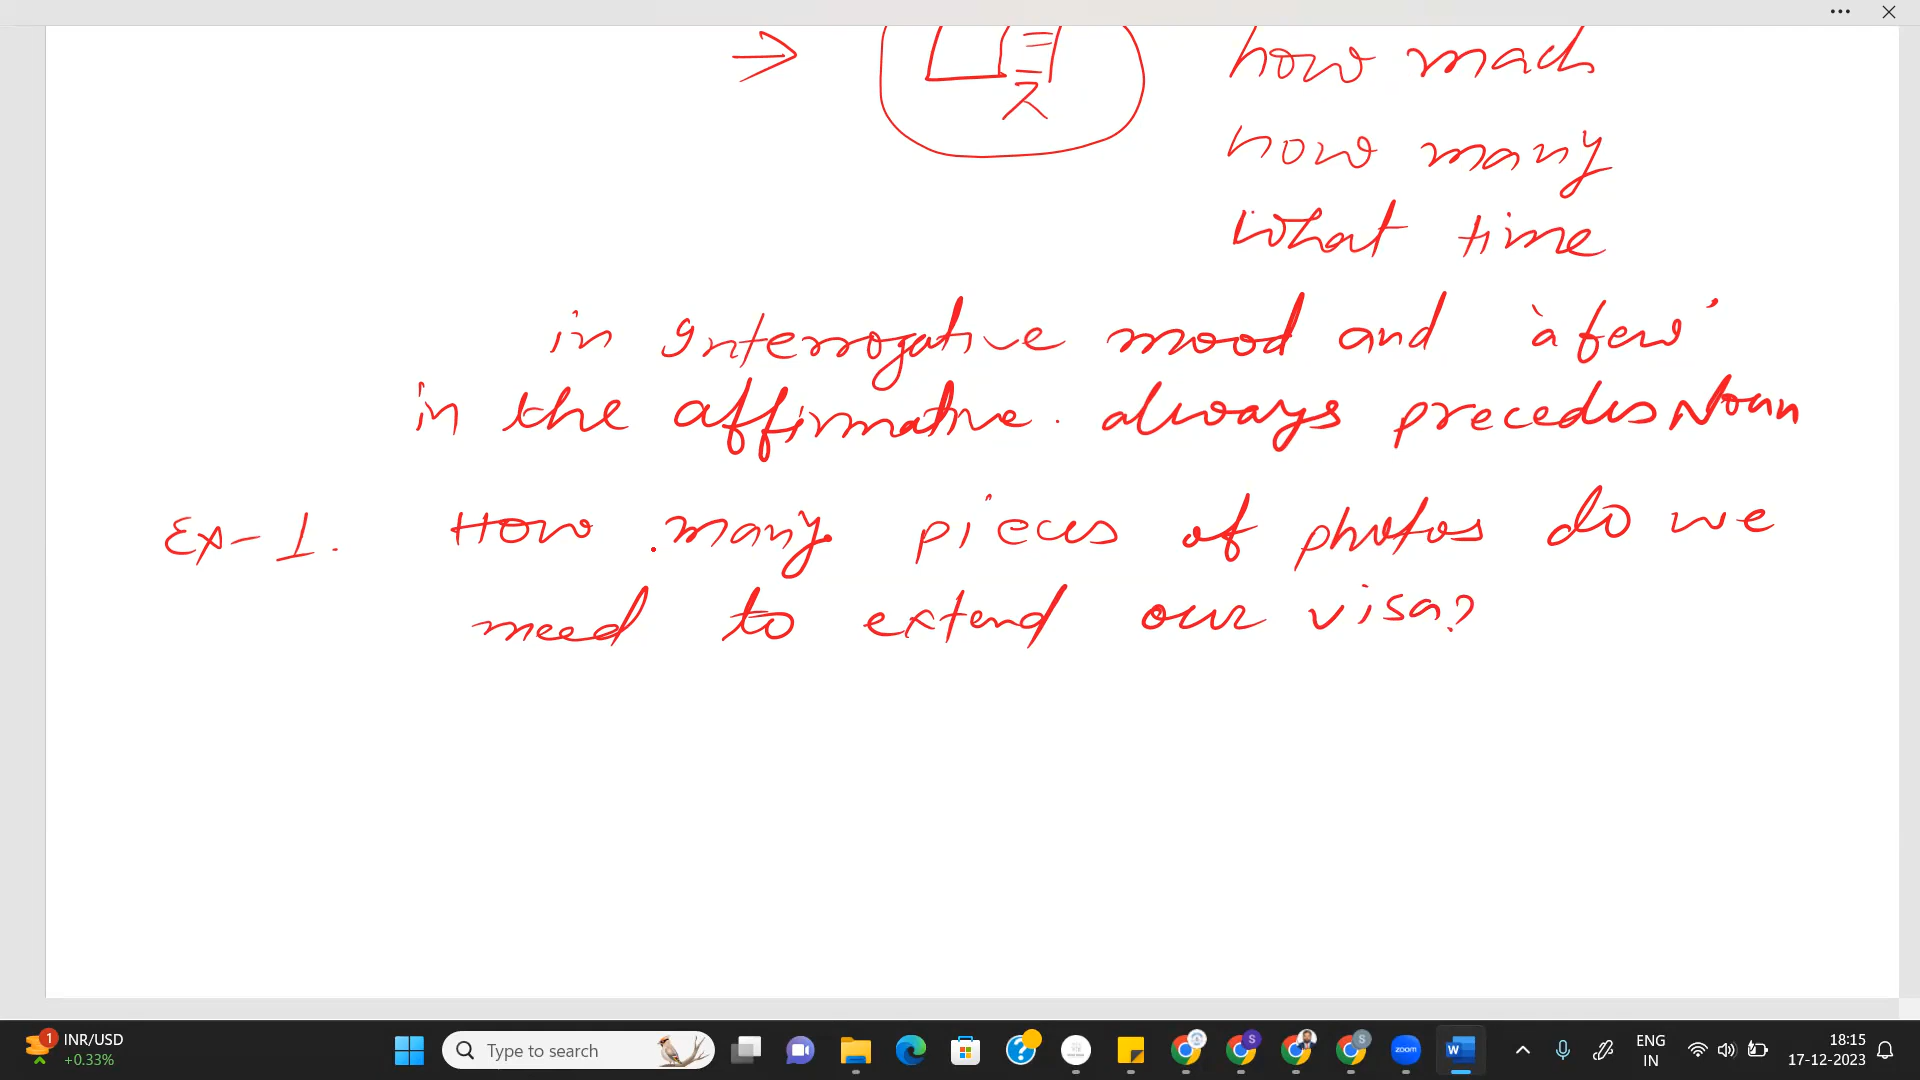 how much
how many
What time
in Interrogative mood and 'a few'
in the affirmative. always precedes Noun
Ex-1. How many pieces of photos do we
need to extend our visa?
1
INR/USD
+0.33%
Type to search
zoom
W
ENG
IN
18:15
17-12-2023